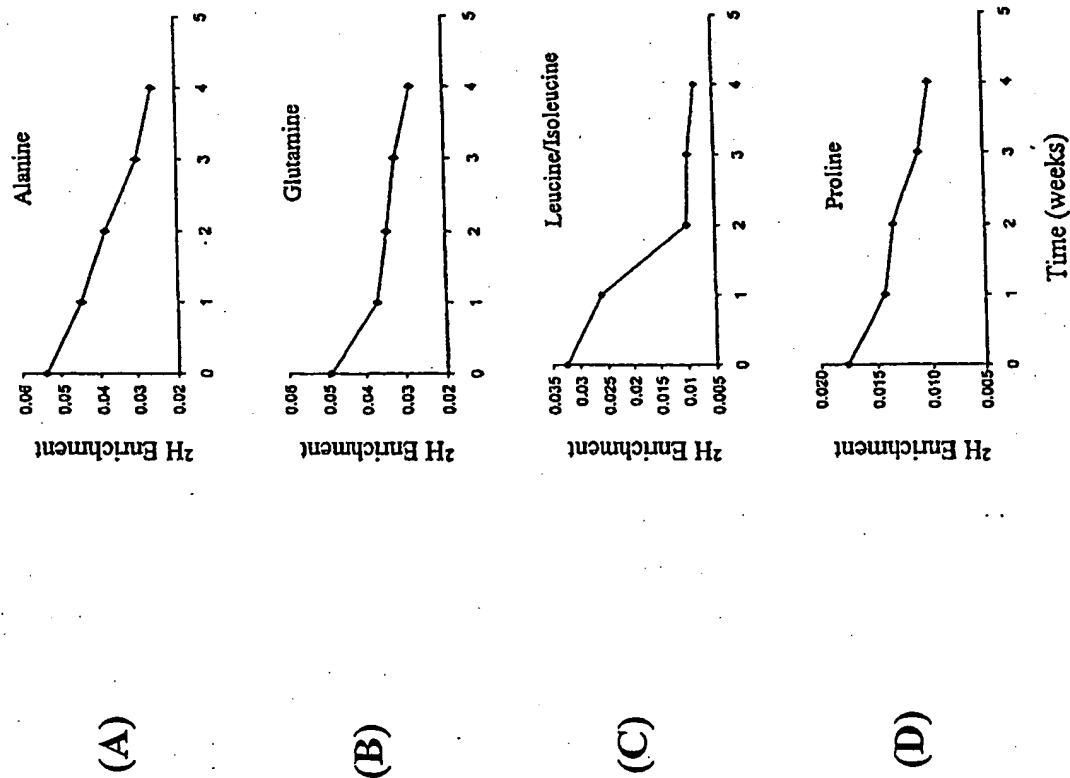 (A)
Alanine
²H Enrichment
0.06
0.05
0.04
0.03
0.02
0 1 2 3 4 5
(B)
Glutamine
²H Enrichment
0.06
0.05
0.04
0.03
0.02
0 1 2 3 4 5
(C)
Leucine/Isoleucine
²H Enrichment
0.035
0.03
0.025
0.02
0.015
0.01
0.005
0 1 2 3 4 5
(D)
Proline
²H Enrichment
0.020
0.015
0.010
0.005
0 1 2 3 4 5
Time (weeks)